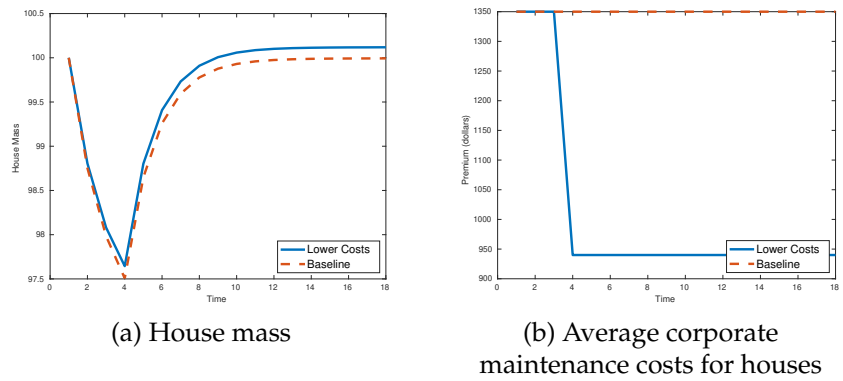 House Mass
100.5
100
99.5
99
98.5
98
97.5
0 2 4 6 8 10 12 14 16 18
Time
Lower Costs
Baseline
(a) House mass
Premium (dollars)
1350
1300
1250
1200
1150
1100
1050
1000
950
900
0 2 4 6 8 10 12 14 16 18
Time
Lower Costs
Baseline
(b) Average corporate
maintenance costs for houses